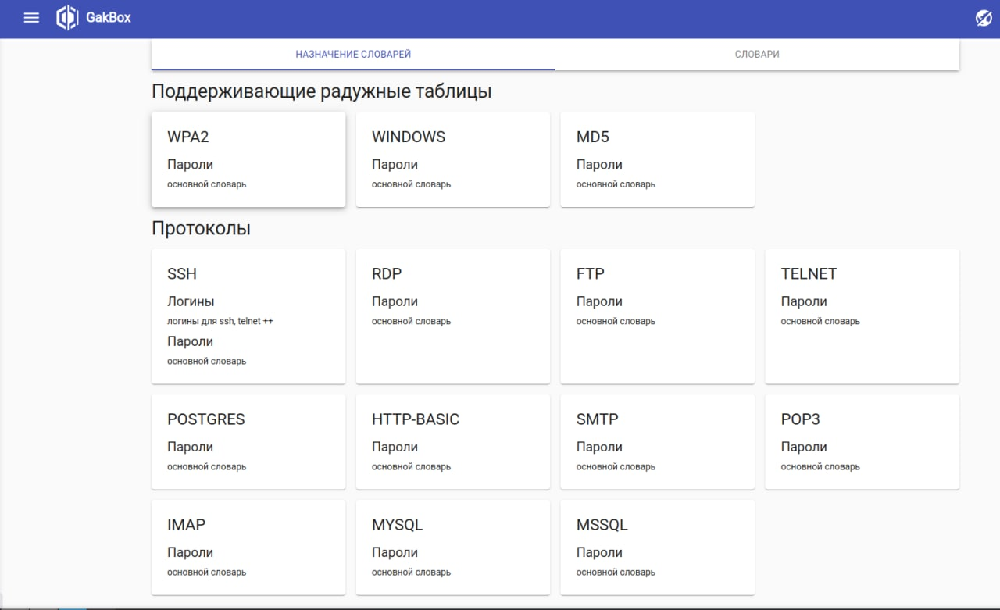 GakBox
НАЗНАЧЕНИЕ СЛОВАРЕЙ
СЛОВАРИ
Поддерживающие радужные таблицы
WPA2
Пароли
основной словарь
WINDOWS
Пароли
основной словарь
MD5
Пароли
основной словарь
Протоколы
SSH
Логины
логины для ssh, telnet ++
Пароли
основной словарь
RDP
Пароли
основной словарь
FTP
Пароли
основной словарь
TELNET
Пароли
основной словарь
POSTGRES
Пароли
основной словарь
HTTP-BASIC
Пароли
основной словарь
SMTP
Пароли
основной словарь
POP3
Пароли
основной словарь
IMAP
Пароли
основной словарь
MYSQL
Пароли
основной словарь
MSSQL
Пароли
основной словарь